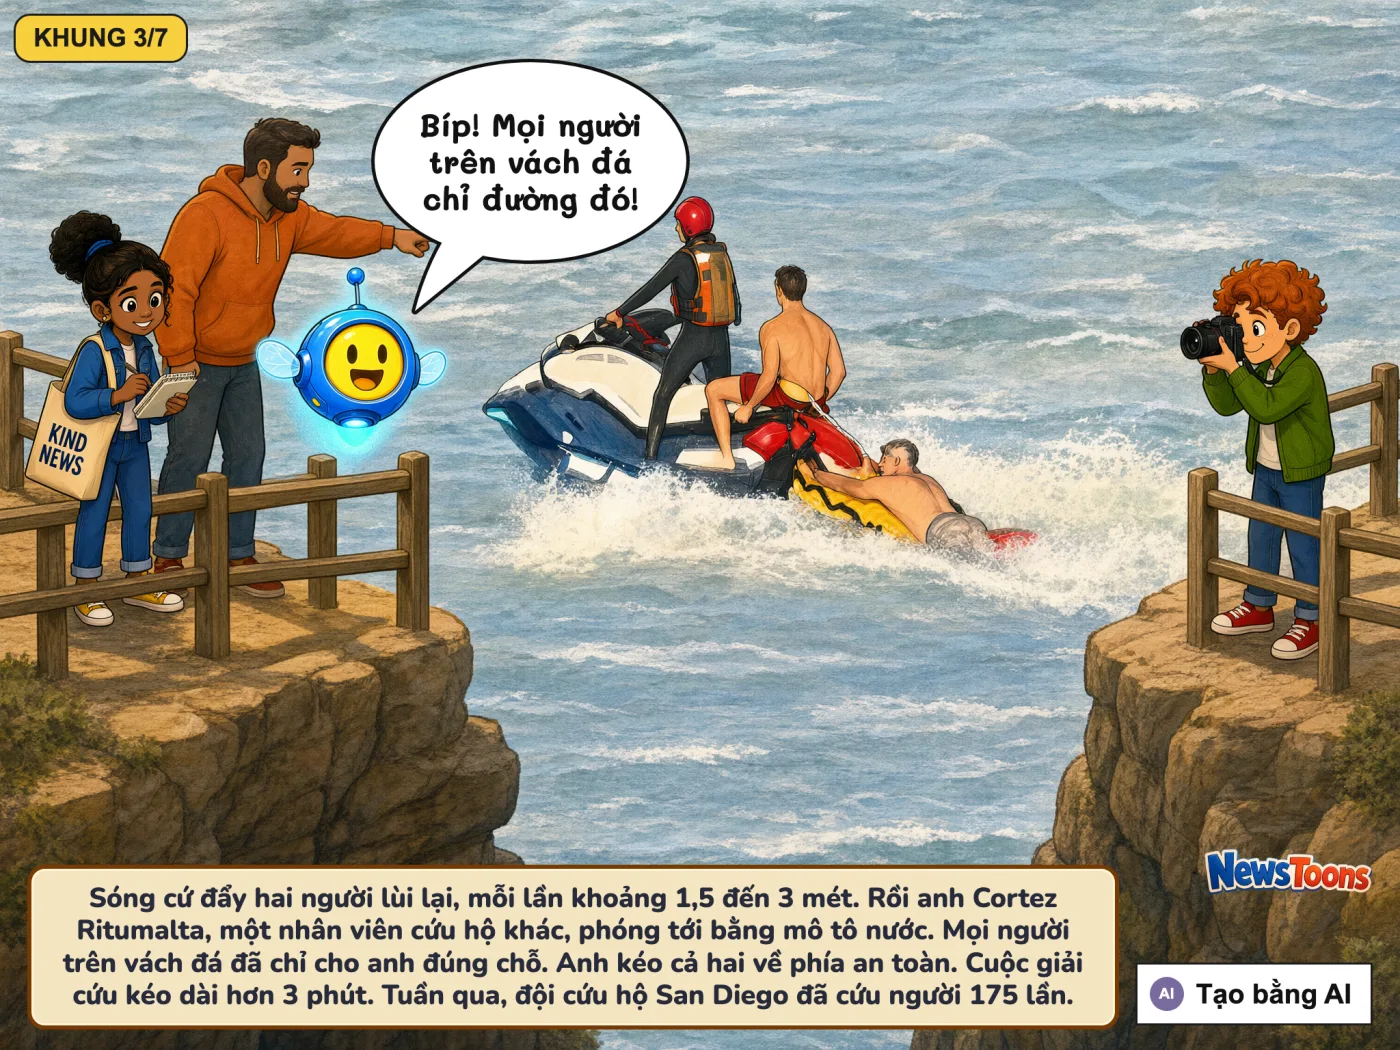 KHUNG 3/7
Bíp! Mọi người
trên vách đá
chỉ đường đó!
KIND
NEWS
Sóng cứ đẩy hai người lùi lại, mỗi lần khoảng 1,5 đến 3 mét. Rồi anh Cortez
Ritumalta, một nhân viên cứu hộ khác, phóng tới bằng mô tô nước. Mọi người
trên vách đá đã chỉ cho anh đúng chỗ. Anh kéo cả hai về phía an toàn. Cuộc giải
cứu kéo dài hơn 3 phút. Tuần qua, đội cứu hộ San Diego đã cứu người 175 lần.
NewsToons
AI Tạo bằng AI